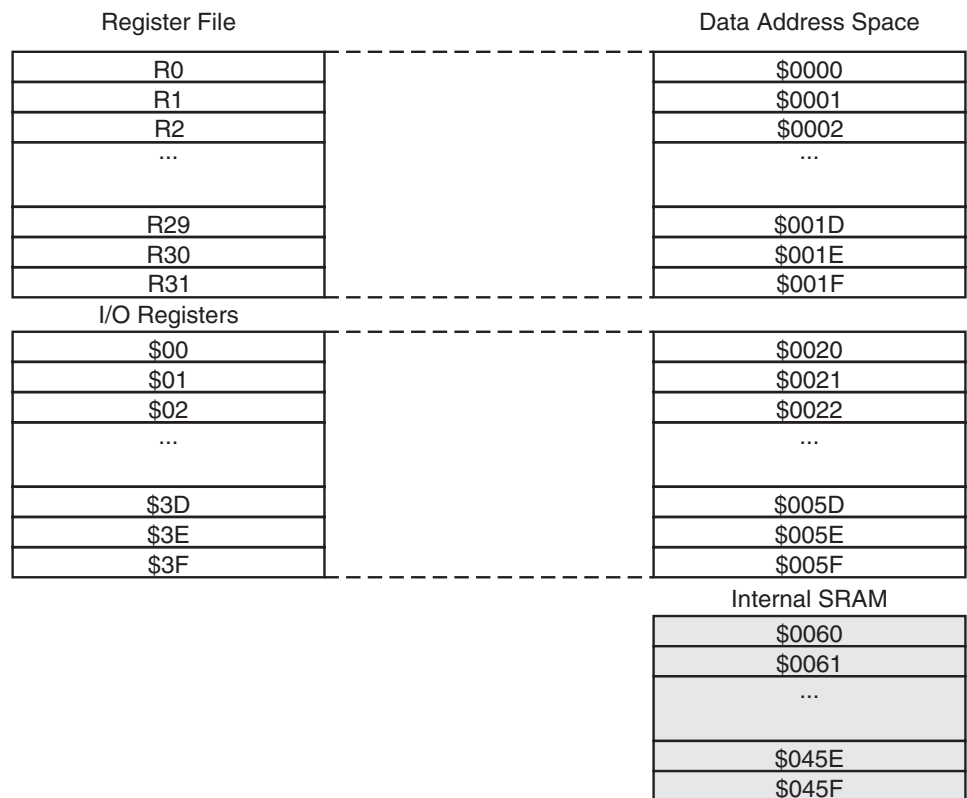 Register File Data Address Space
R0 $0000
R1 $0001
R2 $0002
... ...
R29 $001D
R30 $001E
R31 $001F
I/O Registers
$00 $0020
$01 $0021
$02 $0022
... ...
$3D $005D
$3E $005E
$3F $005F
Internal SRAM
$0060
$0061
...
$045E
$045F